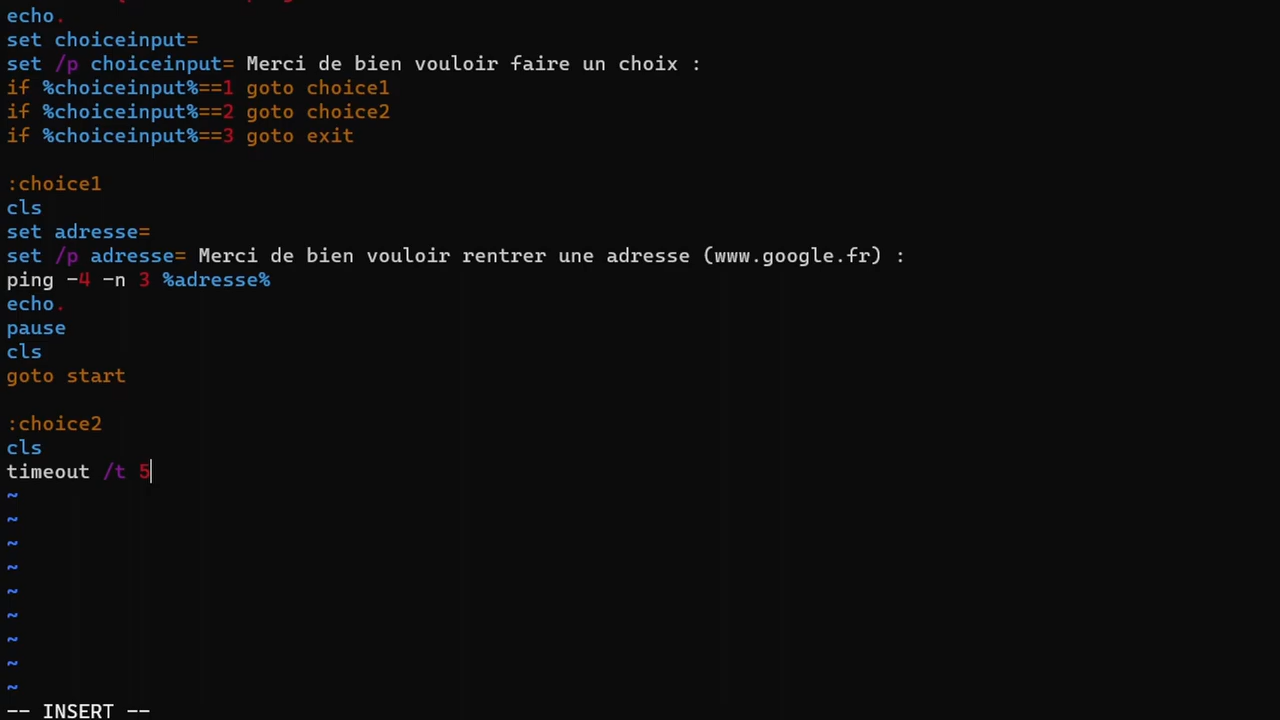 echo.
set choiceinput=
set /p choiceinput= Merci de bien vouloir faire un choix :
if %choiceinput%==1 goto choice1
if %choiceinput%==2 goto choice2
if %choiceinput%==3 goto exit
:choice1
cls
set adresse=
set /p adresse= Merci de bien vouloir rentrer une adresse (www.google.fr) :
ping -4 -n 3 %adresse%
echo.
pause
cls
goto start
:choice2
cls
timeout /t 5
~
~
~
~
~
~
~
~
~
-- INSERT --